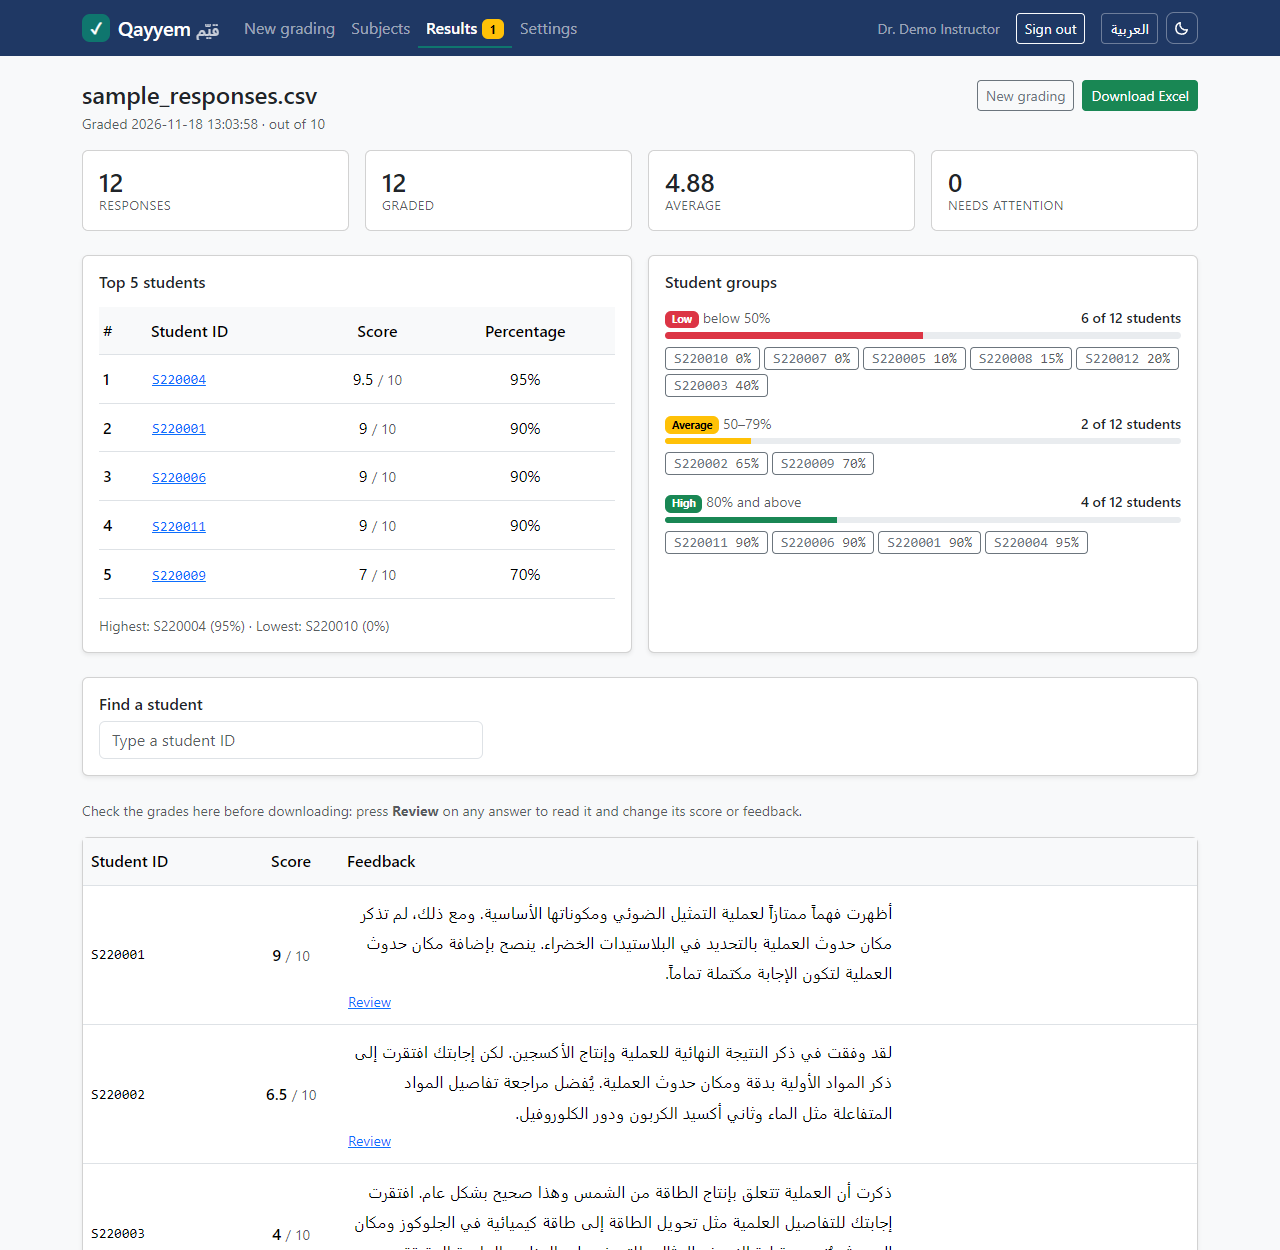 Qayyem قيّم New grading Subjects Results 1 Settings Dr. Demo Instructor Sign out العربية
sample_responses.csv New grading Download Excel
Graded 2026-11-18 13:03:58 · out of 10
12
RESPONSES
12
GRADED
4.88
AVERAGE
0
NEEDS ATTENTION
Top 5 students
# Student ID Score Percentage
1 S220004 9.5 / 10 95%
2 S220001 9 / 10 90%
3 S220006 9 / 10 90%
4 S220011 9 / 10 90%
5 S220009 7 / 10 70%
Highest: S220004 (95%) · Lowest: S220010 (0%)
Student groups
Low below 50% 6 of 12 students
S220010 0% S220007 0% S220005 10% S220008 15% S220012 20%
S220003 40%
Average 50–79% 2 of 12 students
S220002 65% S220009 70%
High 80% and above 4 of 12 students
S220011 90% S220006 90% S220001 90% S220004 95%
Find a student
Type a student ID
Check the grades here before downloading: press Review on any answer to read it and change its score or feedback.
Student ID Score Feedback
S220001 9 / 10
أظهرت فهماً ممتازاً لعملية التمثيل الضوئي ومكوناتها الأساسية. ومع ذلك، لم تذكر
مكان حدوث العملية بالتحديد في البلاستيدات الخضراء. ينصح بإضافة مكان حدوث
العملية لتكون الإجابة مكتملة تماماً.
Review
S220002 6.5 / 10
لقد وفقت في ذكر النتيجة النهائية للعملية وإنتاج الأكسجين. لكن إجابتك افتقرت إلى
ذكر المواد الأولية بدقة ومكان حدوث العملية. يُفضل مراجعة تفاصيل المواد
المتفاعلة مثل الماء وثاني أكسيد الكربون ودور الكلوروفيل.
Review
S220003 4 / 10
ذكرت أن العملية تتعلق بإنتاج الطاقة من الشمس وهذا صحيح بشكل عام. افتقرت
إجابتك للتفاصيل العلمية مثل تحويل الطاقة إلى طاقة كيميائية في الجلوكوز ومكان